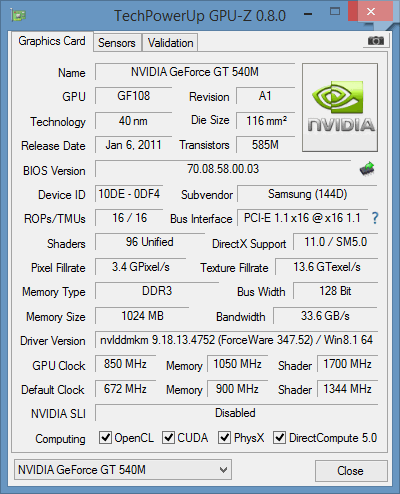 TechPowerUp GPU-Z 0.8.0
Graphics Card Sensors Validation
Name NVIDIA GeForce GT 540M
GPU GF108 Revision A1
Technology 40 nm Die Size 116 mm²
Release Date Jan 6, 2011 Transistors 585M
NVIDIA
BIOS Version 70.08.58.00.03
Device ID 10DE - 0DF4 Subvendor Samsung (144D)
ROPs/TMUs 16 / 16 Bus Interface PCI-E 1.1 x16 @ x16 1.1 ?
Shaders 96 Unified DirectX Support 11.0 / SM5.0
Pixel Fillrate 3.4 GPixel/s Texture Fillrate 13.6 GTexel/s
Memory Type DDR3 Bus Width 128 Bit
Memory Size 1024 MB Bandwidth 33.6 GB/s
Driver Version nvlddmkm 9.18.13.4752 (ForceWare 347.52) / Win8.1 64
GPU Clock 850 MHz Memory 1050 MHz Shader 1700 MHz
Default Clock 672 MHz Memory 900 MHz Shader 1344 MHz
NVIDIA SLI Disabled
Computing OpenCL CUDA PhysX DirectCompute 5.0
NVIDIA GeForce GT 540M Close